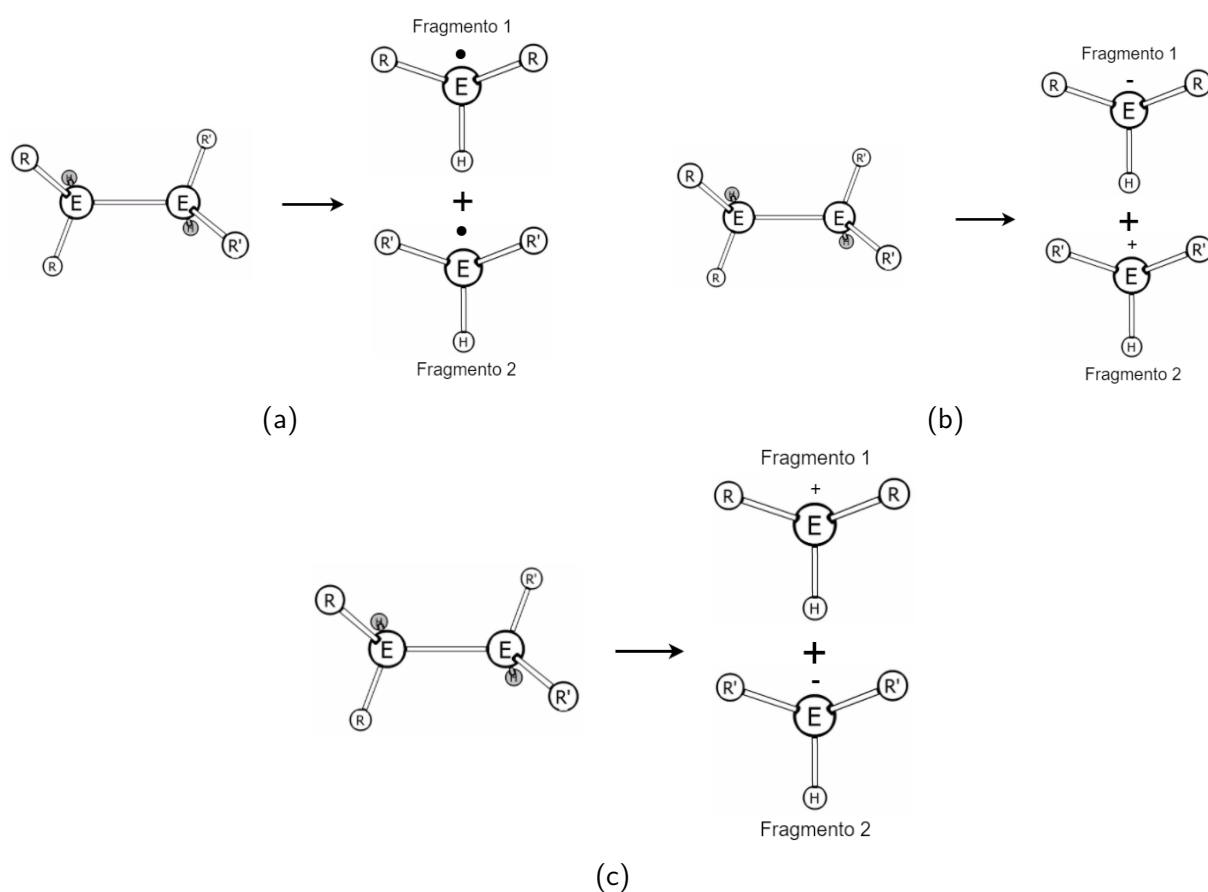 Fragmento 1
•
R
R
E
H
R
H
E
R
R'
E
H
R'
+
•
R'
R'
E
H
Fragmento 2
(a)
Fragmento 1
-
R
R
E
H
R
H
E
R
R'
E
H
R'
+
+
R'
R'
E
H
Fragmento 2
(b)
Fragmento 1
+
R
R
E
H
R
H
E
R
R'
E
H
R'
+
-
R'
R'
E
H
Fragmento 2
(c)